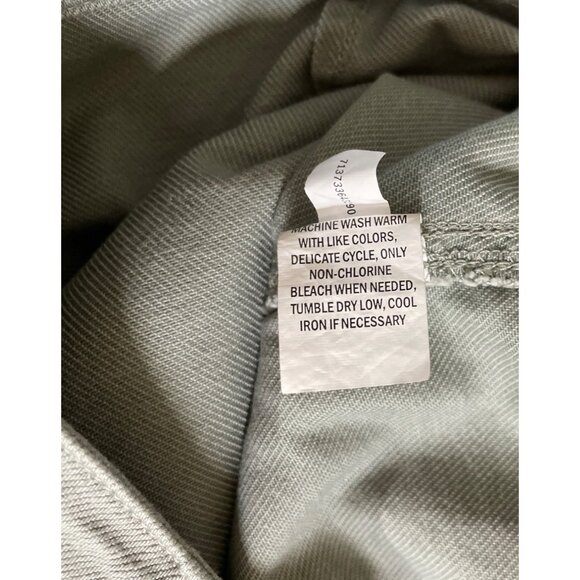 MACHINE WASH WARM
WITH LIKE COLORS,
DELICATE CYCLE, ONLY
NON-CHLORINE
BLEACH WHEN NEEDED,
TUMBLE DRY LOW, COOL
IRON IF NECESSARY